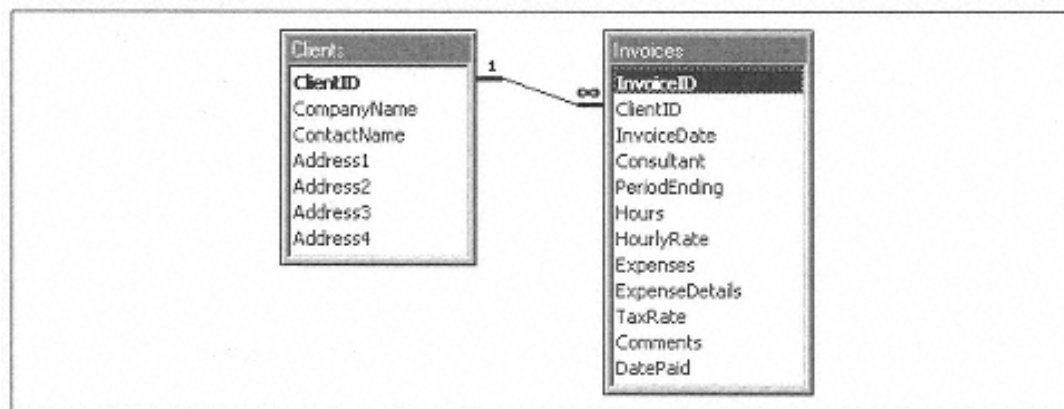 Clients
ClientID
CompanyName
ContactName
Address1
Address2
Address3
Address4
1
∞
Invoices
InvoiceID
ClientID
InvoiceDate
Consultant
PeriodEnding
Hours
HourlyRate
Expenses
ExpenseDetails
TaxRate
Comments
DatePaid